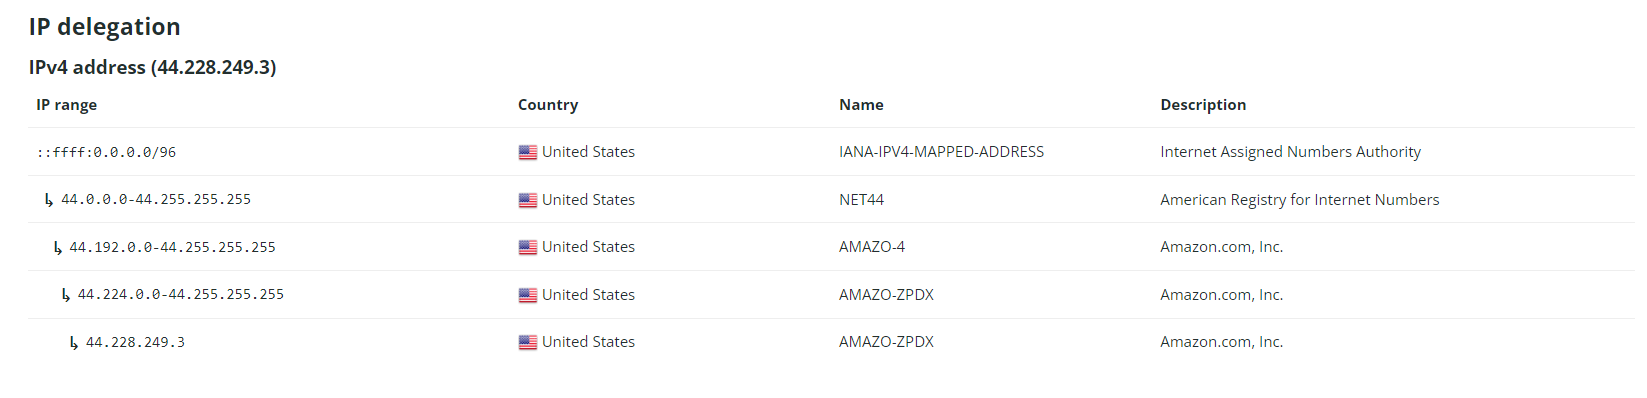 IP delegation
IPv4 address (44.228.249.3)
IP range Country Name Description
::ffff:0.0.0.0/96 United States IANA-IPV4-MAPPED-ADDRESS Internet Assigned Numbers Authority
↳ 44.0.0.0-44.255.255.255 United States NET44 American Registry for Internet Numbers
↳ 44.192.0.0-44.255.255.255 United States AMAZO-4 Amazon.com, Inc.
↳ 44.224.0.0-44.255.255.255 United States AMAZO-ZPDX Amazon.com, Inc.
↳ 44.228.249.3 United States AMAZO-ZPDX Amazon.com, Inc.